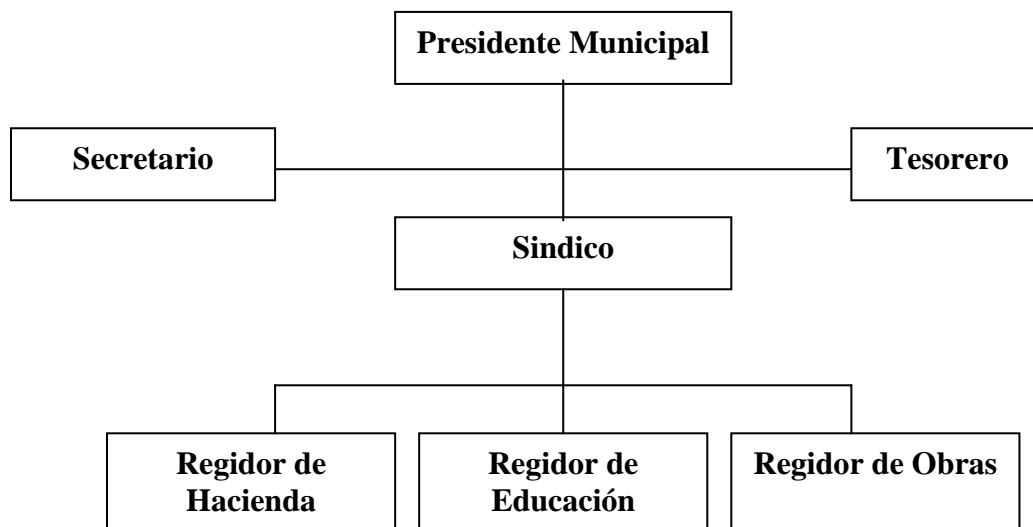 Presidente Municipal
Secretario
Tesorero
Sindico
Regidor de
Hacienda
Regidor de
Educación
Regidor de Obras